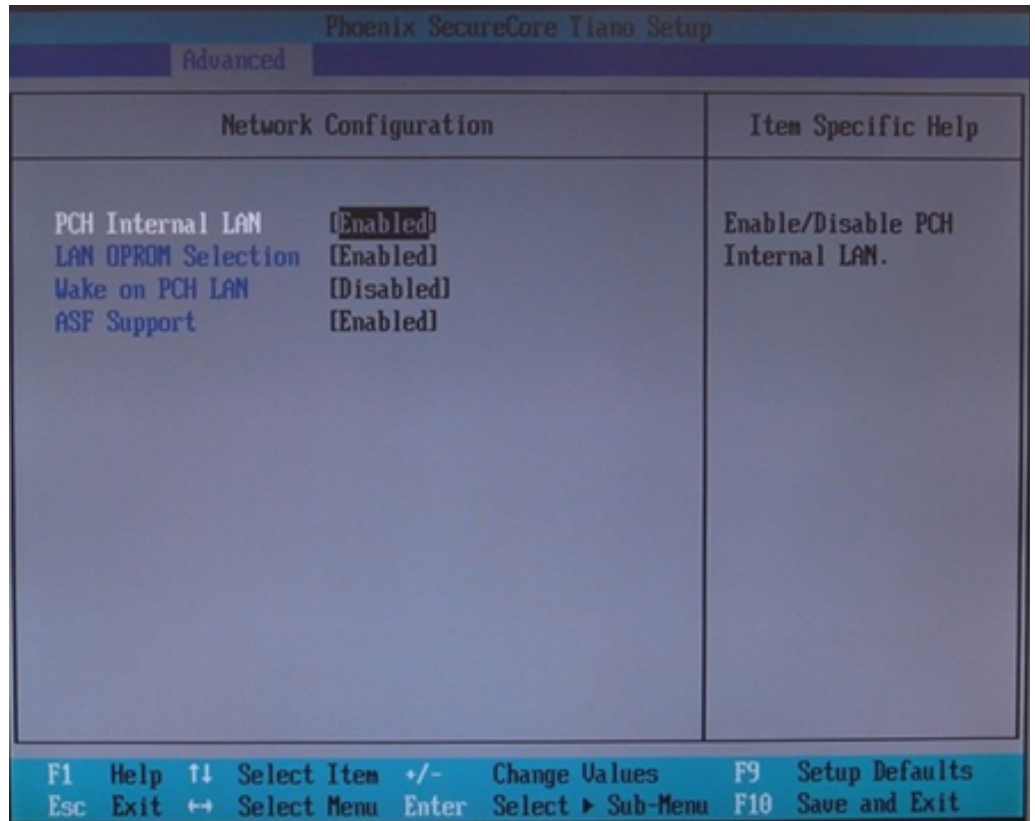 Phoenix SecureCore Tiano Setup
Advanced
Network Configuration
Item Specific Help
PCH Internal LAN [Enabled]
LAN OPROM Selection [Enabled]
Wake on PCH LAN [Disabled]
ASF Support [Enabled]
Enable/Disable PCH
Internal LAN.
F1 Help ↑↓ Select Item +/- Change Values F9 Setup Defaults
Esc Exit ↔ Select Menu Enter Select ▶ Sub-Menu F10 Save and Exit